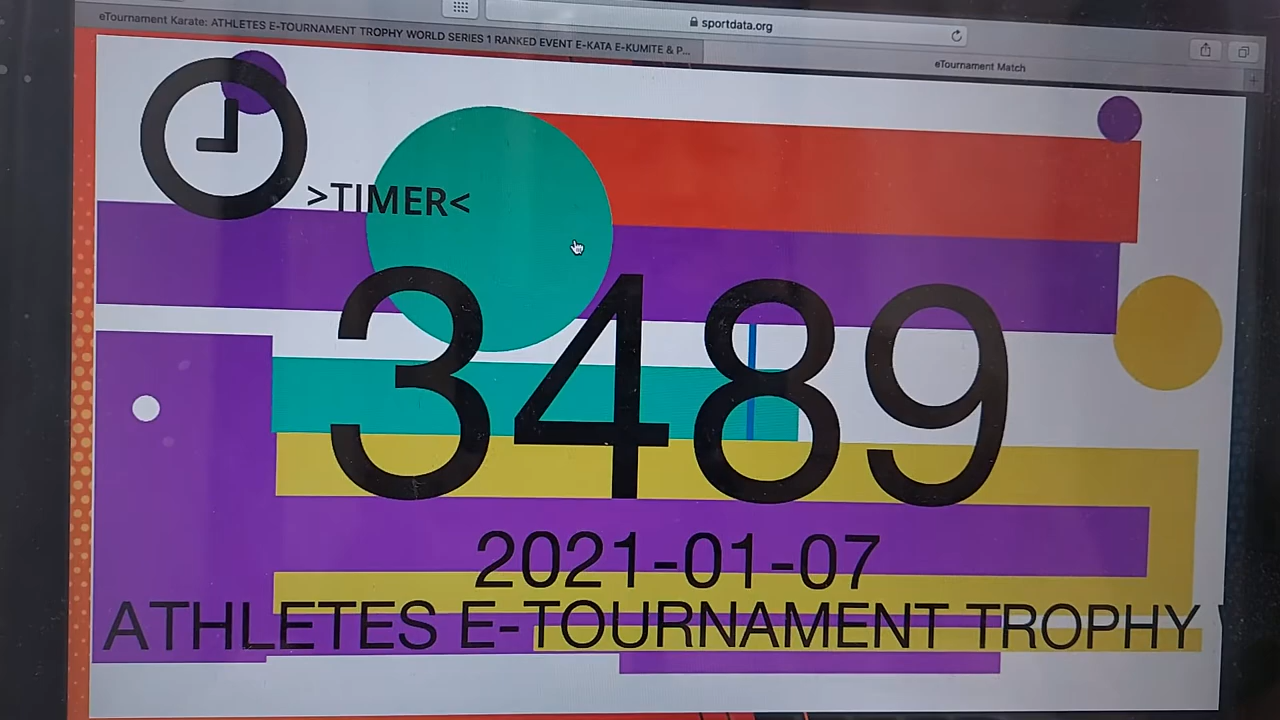 sportdata.org
eTournament Karate: ATHLETES E-TOURNAMENT TROPHY WORLD SERIES 1 RANKED EVENT E-KATA E-KUMITE & P...
eTournament Match
>TIMER<
3489
2021-01-07
ATHLETES E-TOURNAMENT TROPHY